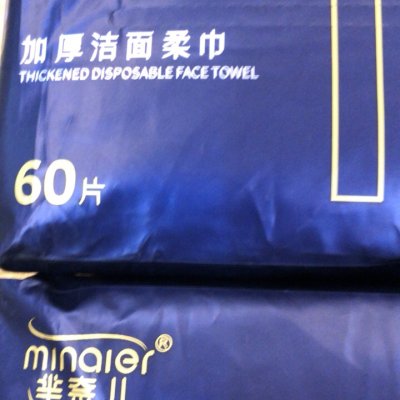 加厚洁面柔巾
THICKENED DISPOSABLE FACE TOWEL
60片
minaier®